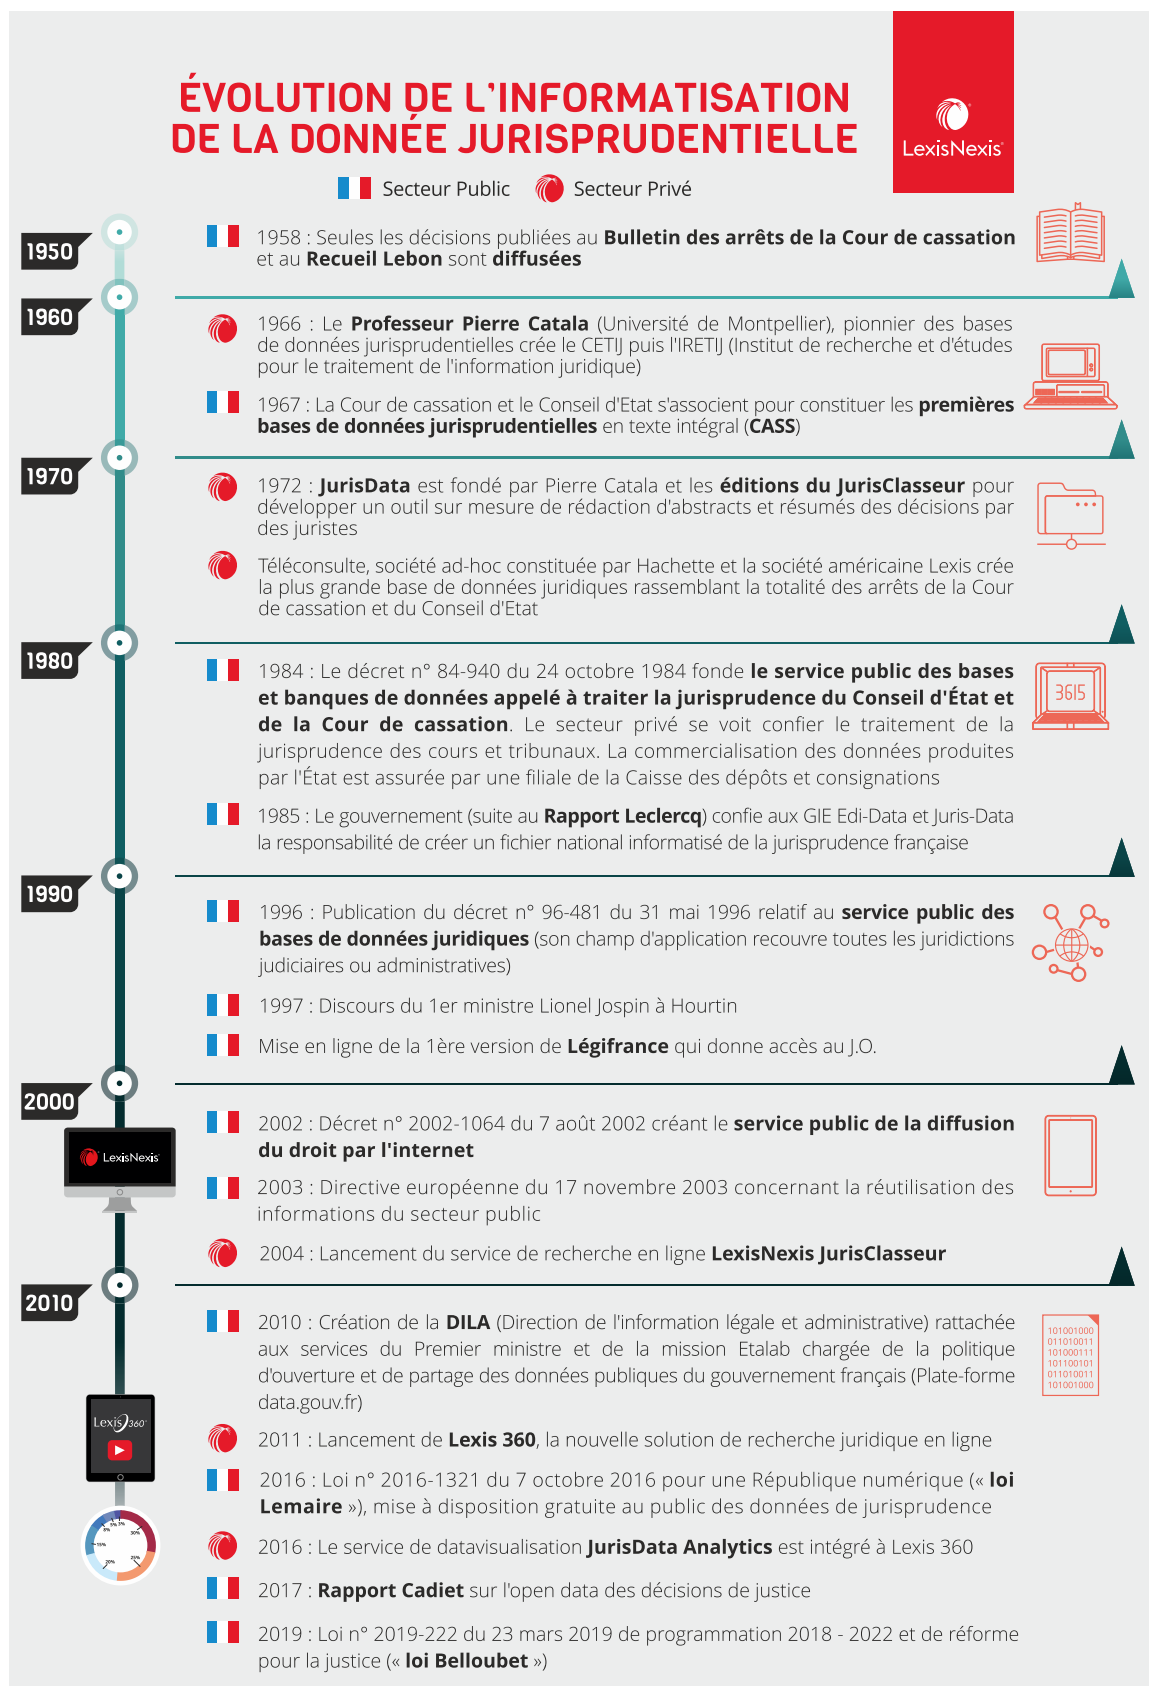 ÉVOLUTION DE L'INFORMATISATION
DE LA DONNÉE JURISPRUDENTIELLE
LexisNexis®
Secteur Public
Secteur Privé
1950
1958 : Seules les décisions publiées au Bulletin des arrêts de la Cour de cassation
et au Recueil Lebon sont diffusées
1960
1966 : Le Professeur Pierre Catala (Université de Montpellier), pionnier des bases
de données jurisprudentielles crée le CETIJ puis l'IRETIJ (Institut de recherche et d'études
pour le traitement de l'information juridique)
1967 : La Cour de cassation et le Conseil d'Etat s'associent pour constituer les premières
bases de données jurisprudentielles en texte intégral (CASS)
1970
1972 : JurisData est fondé par Pierre Catala et les éditions du JurisClasseur pour
développer un outil sur mesure de rédaction d'abstracts et résumés des décisions par
des juristes
Téléconsulte, société ad-hoc constituée par Hachette et la société américaine Lexis crée
la plus grande base de données juridiques rassemblant la totalité des arrêts de la Cour
de cassation et du Conseil d'Etat
1980
1984 : Le décret n° 84-940 du 24 octobre 1984 fonde le service public des bases
et banques de données appelé à traiter la jurisprudence du Conseil d'État et
de la Cour de cassation. Le secteur privé se voit confier le traitement de la
jurisprudence des cours et tribunaux. La commercialisation des données produites
par l'État est assurée par une filiale de la Caisse des dépôts et consignations
3615
1985 : Le gouvernement (suite au Rapport Leclercq) confie aux GIE Edi-Data et Juris-Data
la responsabilité de créer un fichier national informatisé de la jurisprudence française
1990
1996 : Publication du décret n° 96-481 du 31 mai 1996 relatif au service public des
bases de données juridiques (son champ d'application recouvre toutes les juridictions
judiciaires ou administratives)
1997 : Discours du 1er ministre Lionel Jospin à Hourtin
Mise en ligne de la 1ère version de Légifrance qui donne accès au J.O.
2000
LexisNexis®
2002 : Décret n° 2002-1064 du 7 août 2002 créant le service public de la diffusion
du droit par l'internet
2003 : Directive européenne du 17 novembre 2003 concernant la réutilisation des
informations du secteur public
2004 : Lancement du service de recherche en ligne LexisNexis JurisClasseur
2010
2010 : Création de la DILA (Direction de l'information légale et administrative) rattachée
aux services du Premier ministre et de la mission Etalab chargée de la politique
d'ouverture et de partage des données publiques du gouvernement français (Plate-forme
data.gouv.fr)
101001000
011010011
101000111
101100101
011010011
101001000
Lexis 360®
2011 : Lancement de Lexis 360, la nouvelle solution de recherche juridique en ligne
2016 : Loi n° 2016-1321 du 7 octobre 2016 pour une République numérique (« loi
Lemaire »), mise à disposition gratuite au public des données de jurisprudence
2016 : Le service de datavisualisation JurisData Analytics est intégré à Lexis 360
5% 3%
8%
30%
15%
20%
25%
2017 : Rapport Cadiet sur l'open data des décisions de justice
2019 : Loi n° 2019-222 du 23 mars 2019 de programmation 2018 - 2022 et de réforme
pour la justice (« loi Belloubet »)